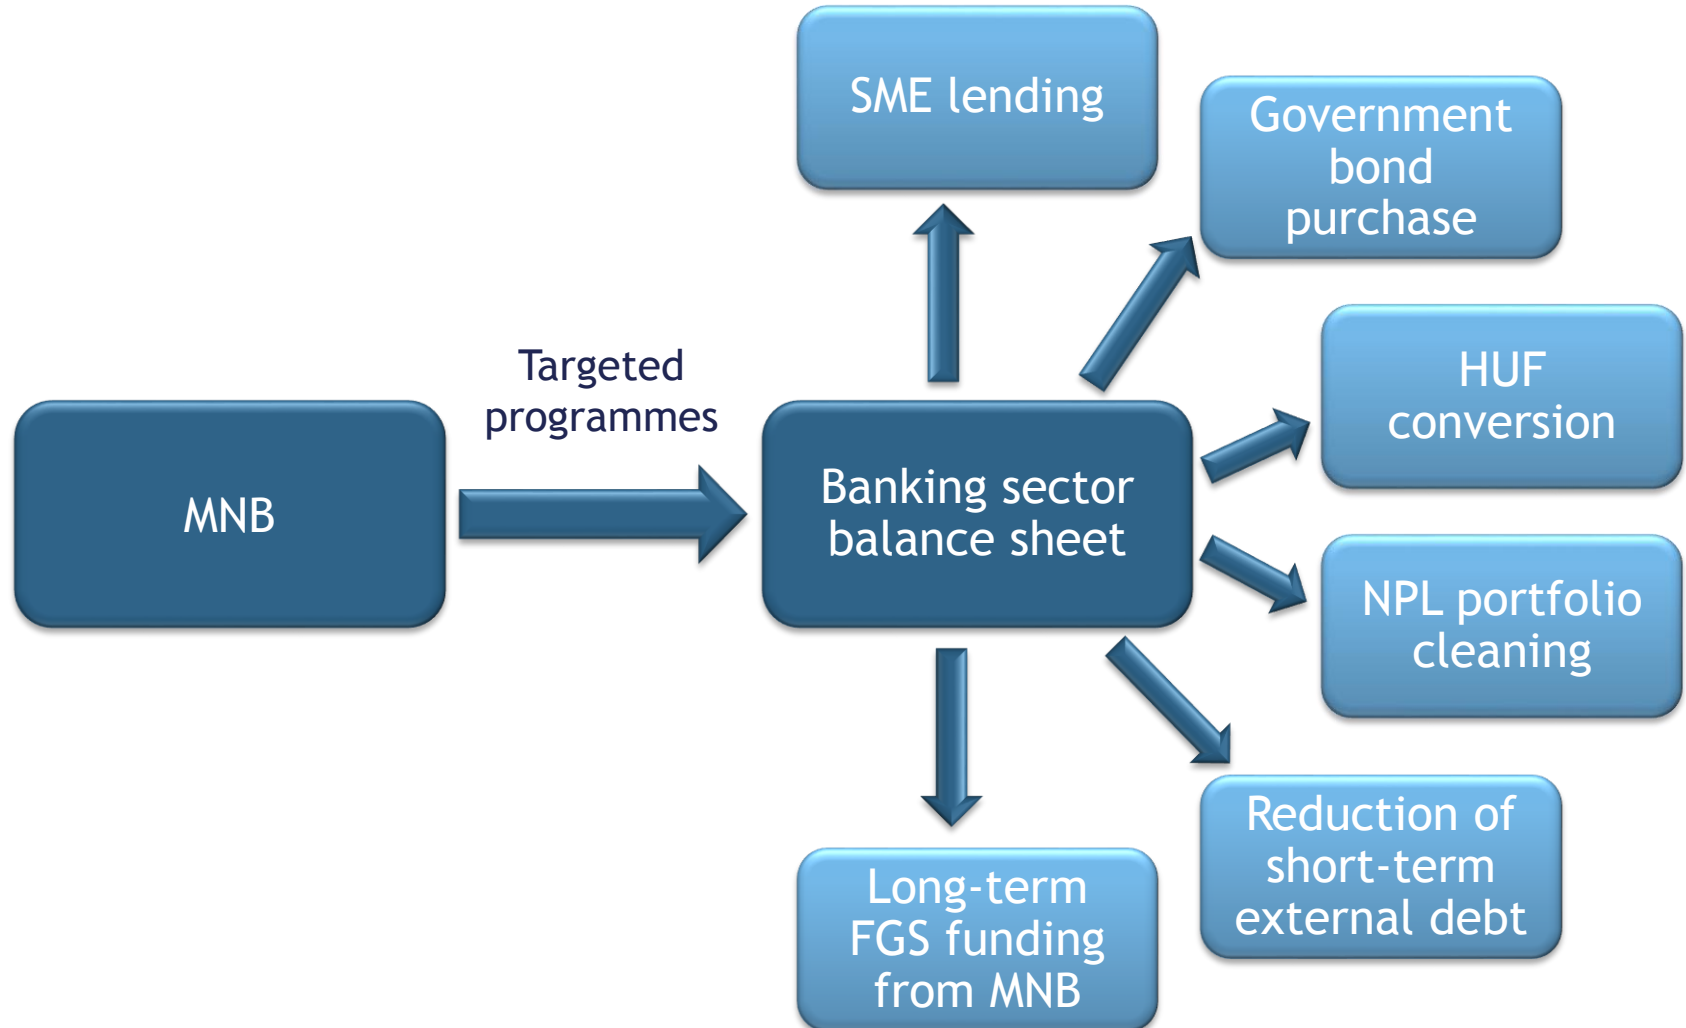 SME lending
Government
bond
purchase
HUF
conversion
Targeted
programmes
MNB
Banking sector
balance sheet
NPL portfolio
cleaning
Reduction of
short-term
external debt
Long-term
FGS funding
from MNB